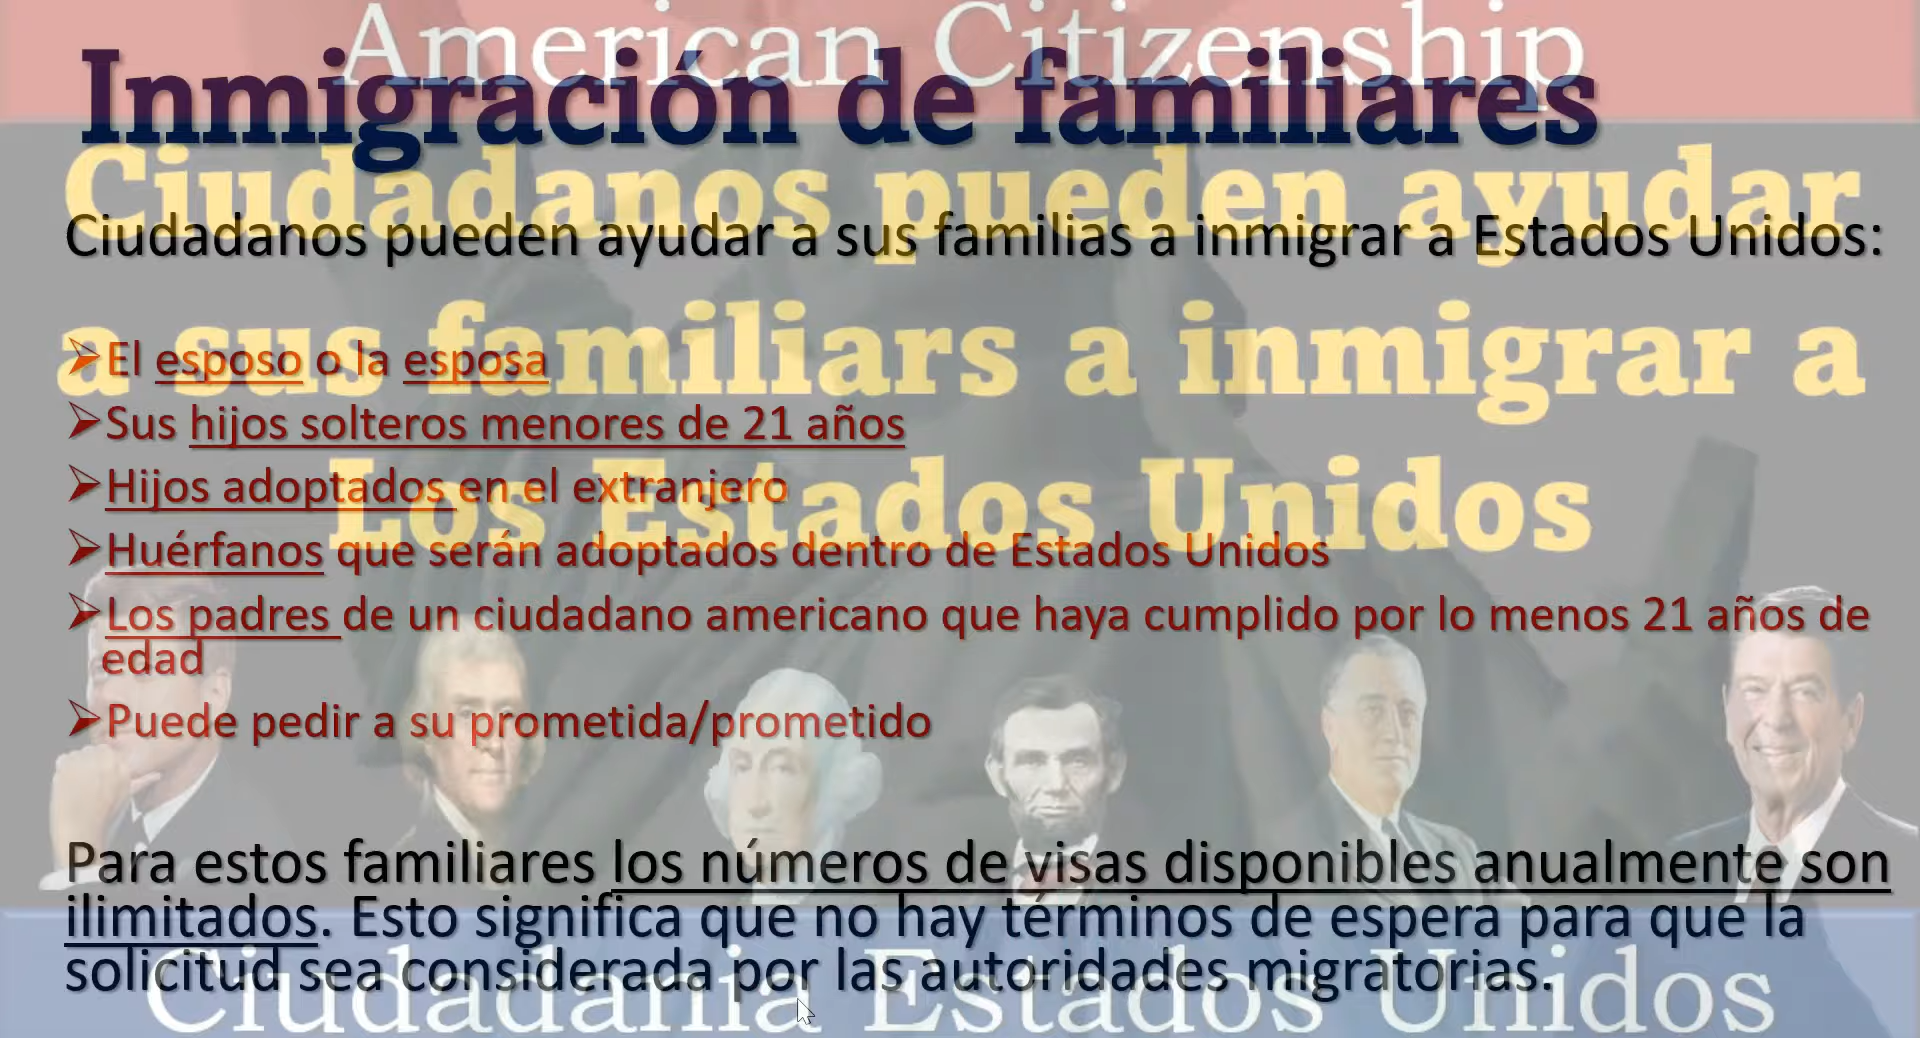 American Citizenship
Inmigración de familiares
Ciudadanos pueden ayudar
Ciudadanos pueden ayudar a sus familias a inmigrar a Estados Unidos:
a sus familiars a inmigrar a
El esposo o la esposa
Sus hijos solteros menores de 21 años
Los Estados Unidos
Hijos adoptados en el extranjero
Huérfanos que serán adoptados dentro de Estados Unidos
Los padres de un ciudadano americano que haya cumplido por lo menos 21 años de
edad
Puede pedir a su prometida/prometido
Para estos familiares los números de visas disponibles anualmente son
ilimitados. Esto significa que no hay términos de espera para que la
solicitud sea considerada por las autoridades migratorias.
Ciudadania Estados Unidos